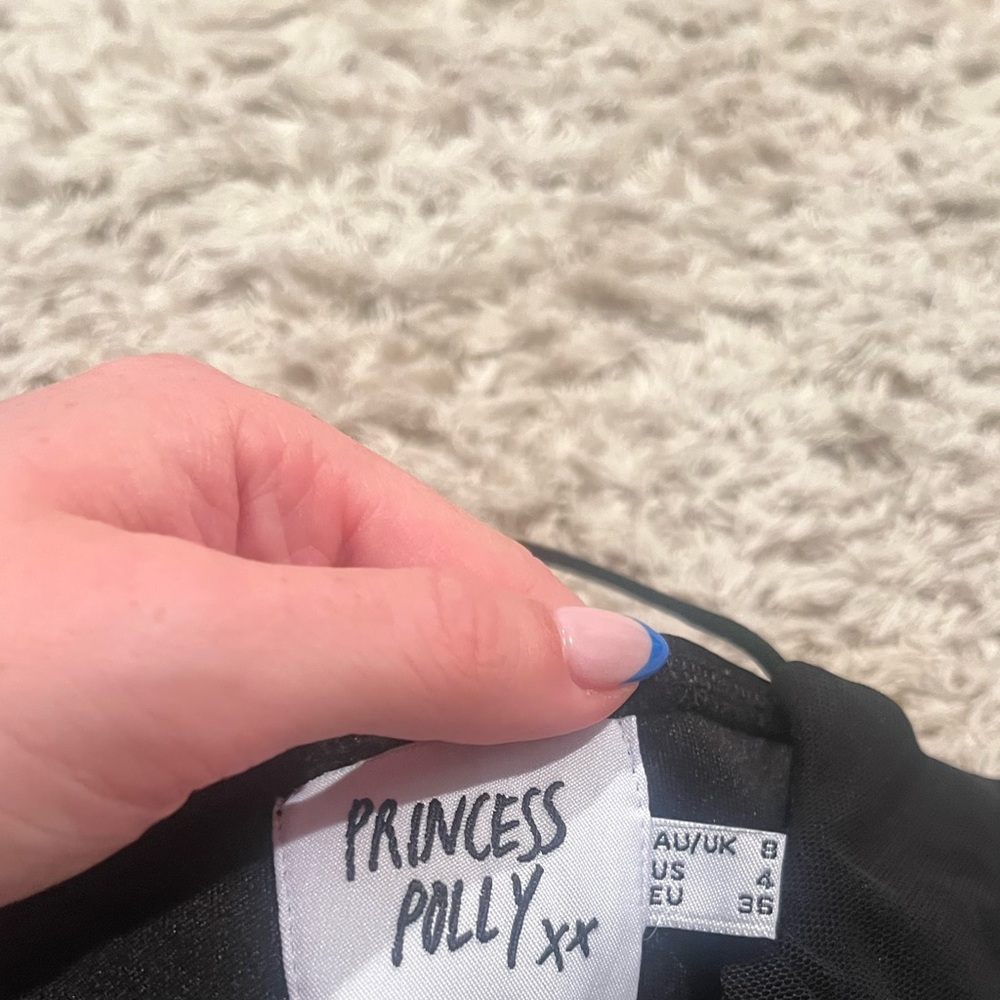 PRINCESS
POLLY xx
AU/UK 8
US 4
EU 36